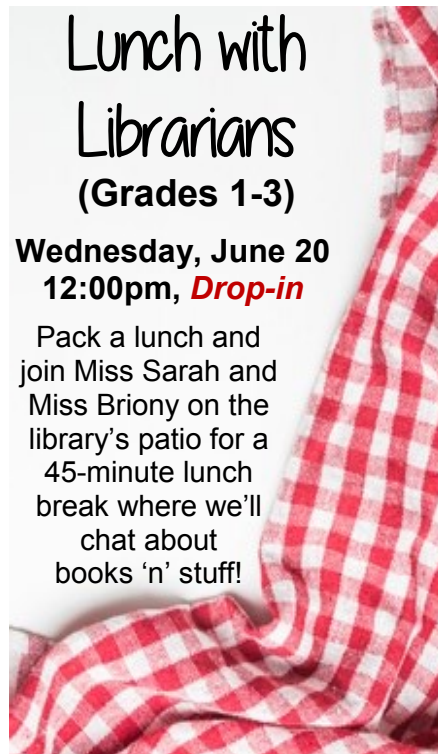 Lunch with
Librarians
(Grades 1-3)
Wednesday, June 20
12:00pm, Drop-in
Pack a lunch and
join Miss Sarah and
Miss Briony on the
library’s patio for a
45-minute lunch
break where we’ll
chat about
books ‘n’ stuff!